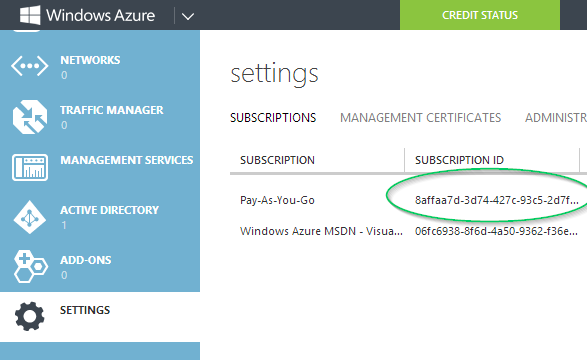 Windows Azure
CREDIT STATUS
NETWORKS
0
TRAFFIC MANAGER
0
MANAGEMENT SERVICES
0
ACTIVE DIRECTORY
1
ADD-ONS
0
SETTINGS
settings
SUBSCRIPTIONS MANAGEMENT CERTIFICATES ADMINISTR
SUBSCRIPTION SUBSCRIPTION ID
Pay-As-You-Go 8affaa7d-3d74-427c-93c5-2d7f...
Windows Azure MSDN - Visua... 06fc6938-8f6d-4a50-9362-f36e...